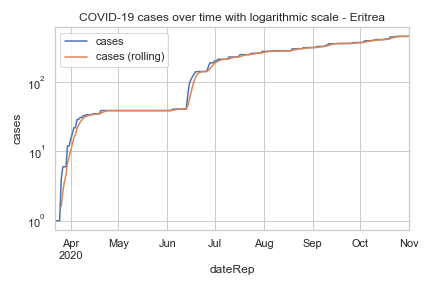 COVID-19 cases over time with logarithmic scale - Eritrea
cases
cases (rolling)
10²
10¹
10⁰
cases
Apr May Jun Jul Aug Sep Oct Nov
2020
dateRep